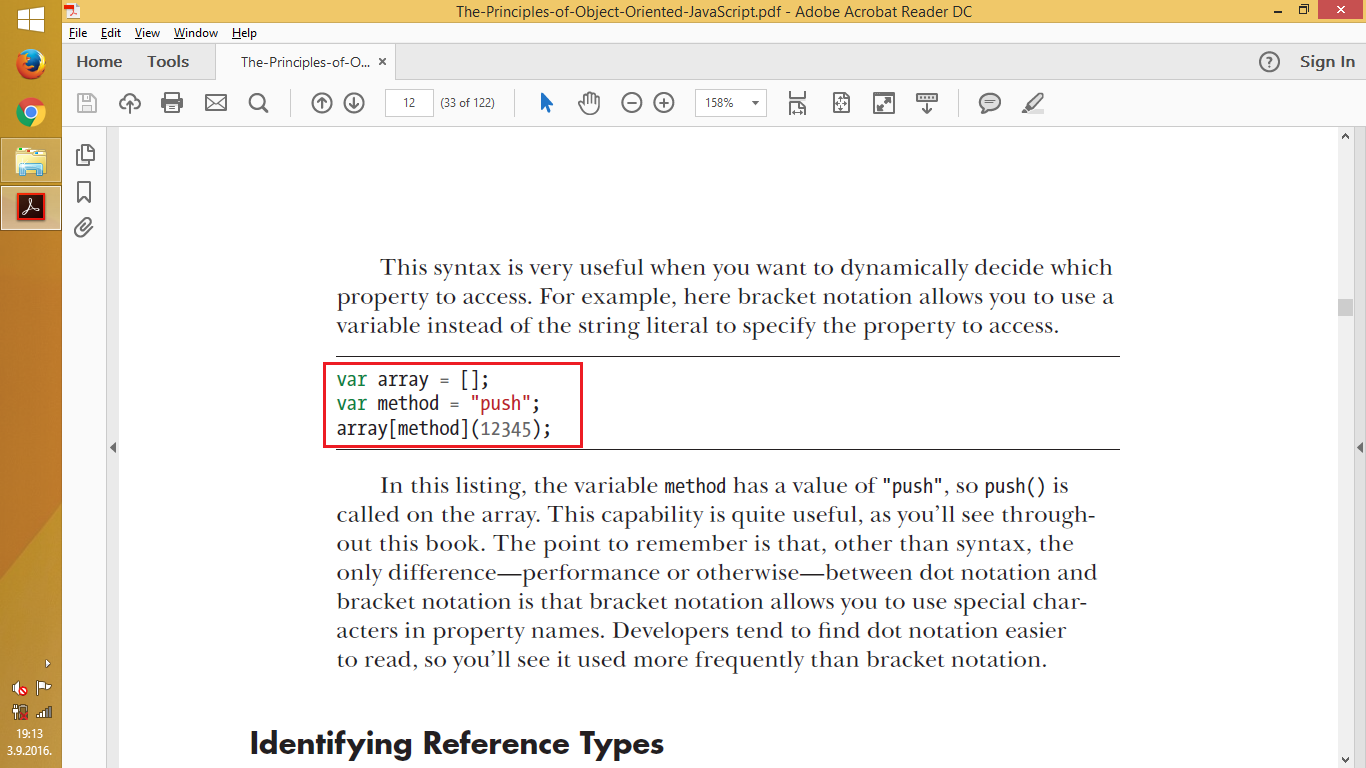 The-Principles-of-Object-Oriented-JavaScript.pdf - Adobe Acrobat Reader DC
File Edit View Window Help
Home Tools The-Principles-of-O... × Sign In
12 (33 of 122) 158%
This syntax is very useful when you want to dynamically decide which
property to access. For example, here bracket notation allows you to use a
variable instead of the string literal to specify the property to access.
var array = [];
var method = "push";
array[method](12345);
In this listing, the variable method has a value of "push", so push() is
called on the array. This capability is quite useful, as you’ll see through-
out this book. The point to remember is that, other than syntax, the
only difference—performance or otherwise—between dot notation and
bracket notation is that bracket notation allows you to use special char-
acters in property names. Developers tend to find dot notation easier
to read, so you’ll see it used more frequently than bracket notation.
Identifying Reference Types
19:13
3.9.2016.